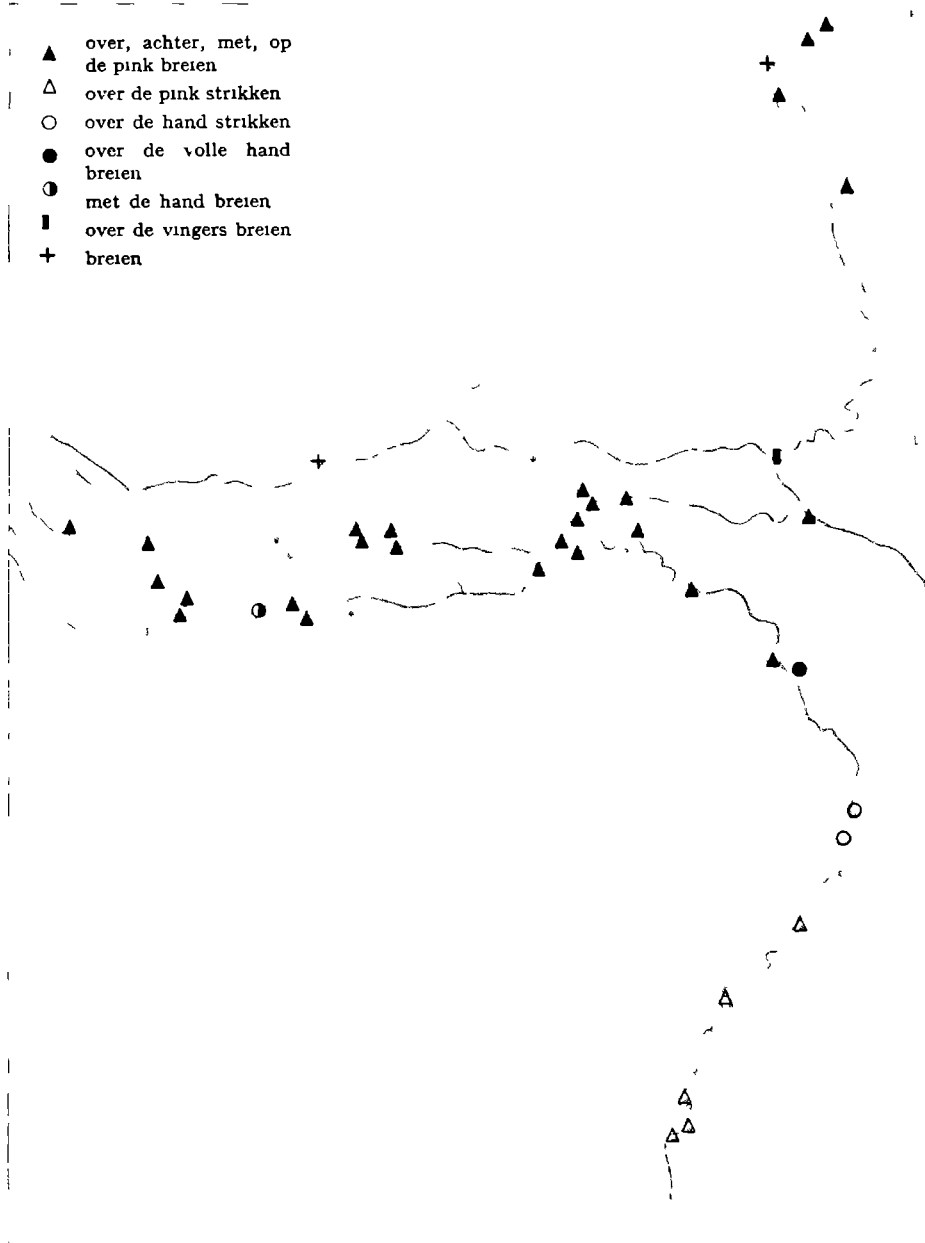 over, achter, met, op
de pink breien
over de pink strikken
over de hand strikken
over de volle hand
breien
met de hand breien
over de vingers breien
breien